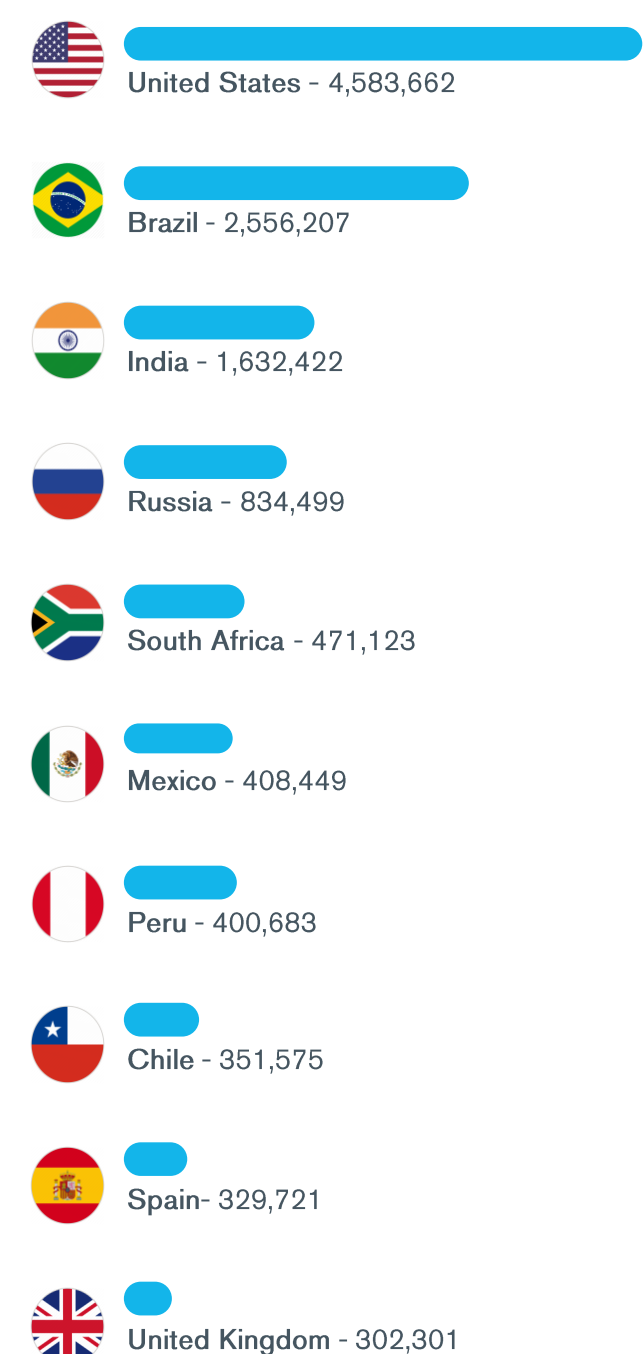 United States - 4,583,662
Brazil - 2,556,207
India - 1,632,422
Russia - 834,499
South Africa - 471,123
Mexico - 408,449
Peru - 400,683
Chile - 351,575
Spain- 329,721
United Kingdom - 302,301